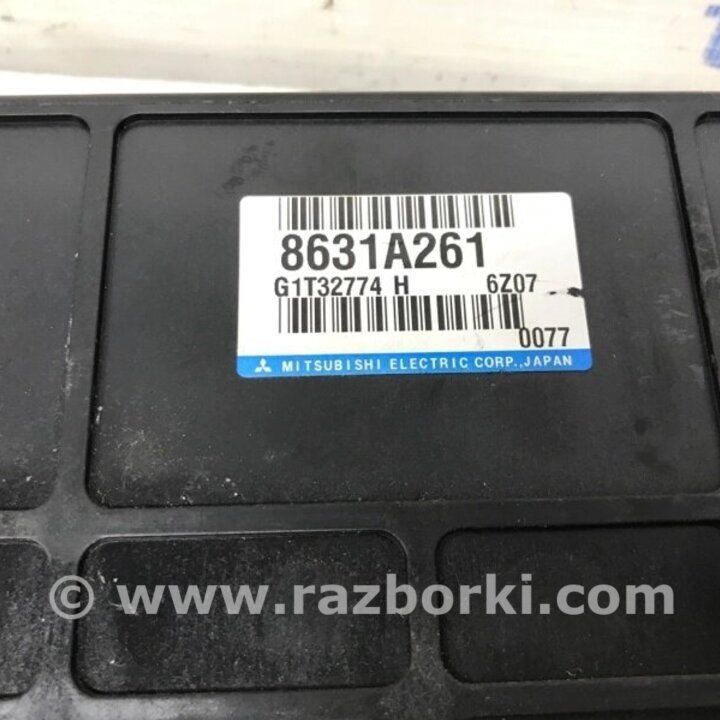 8631A261
G1T32774 H 6Z07
0077
MITSUBISHI ELECTRIC CORP.,JAPAN
© www.razborki.com